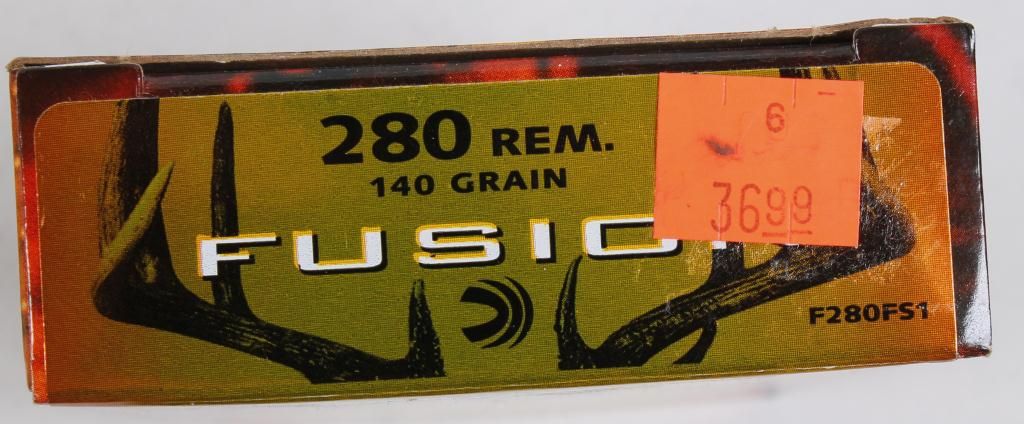 280 REM.
140 GRAIN
FUSIO
6
3699
F280FS1